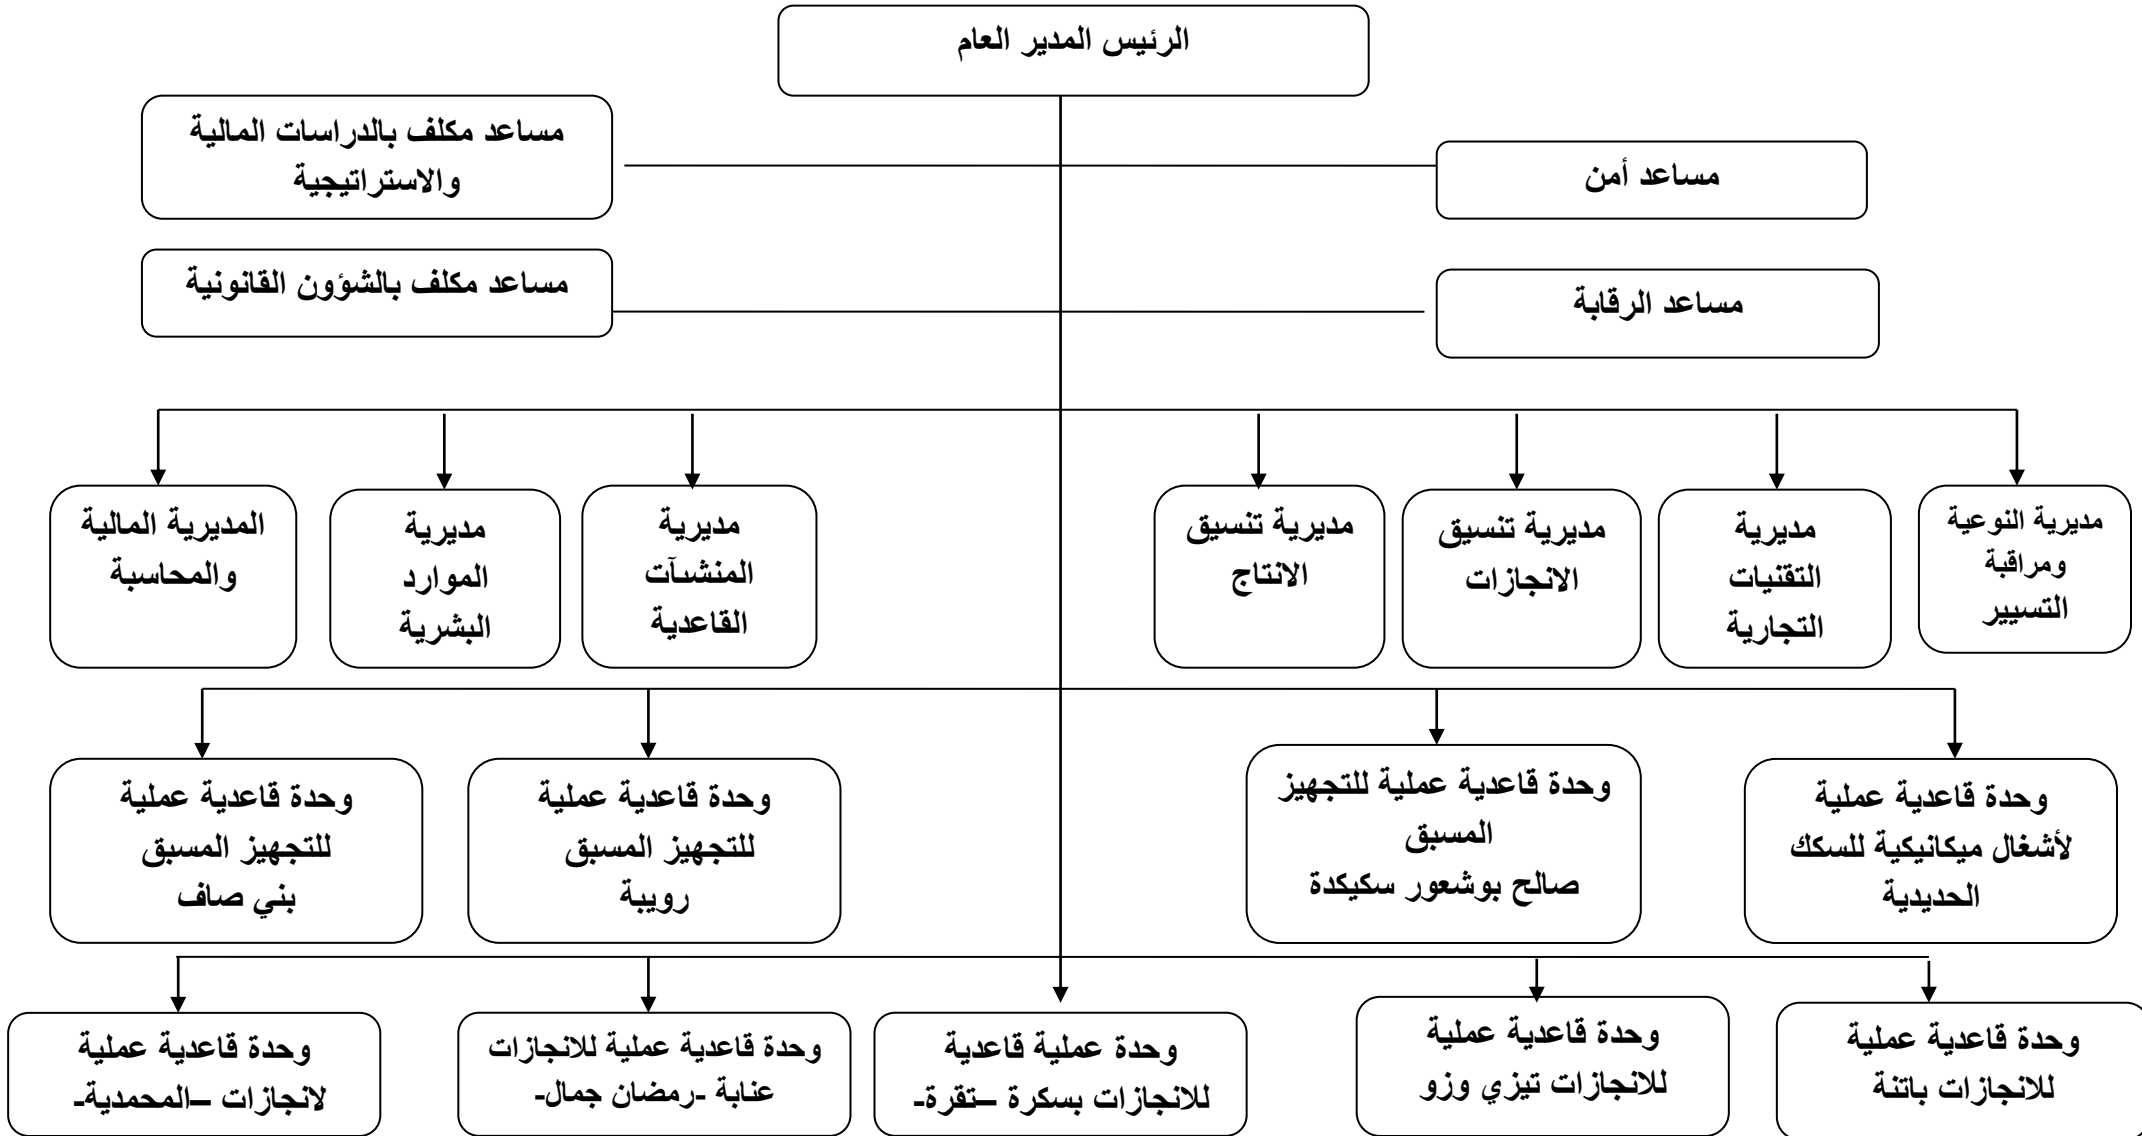 الرئيس المدير العام
مساعد أمن
مساعد مكلف بالدراسات المالية
والاستراتيجية
مساعد الرقابة
مساعد مكلف بالشؤون القانونية
مديرية النوعية
ومراقبة
التسيير
مديرية
التقنيات
التجارية
مديرية تنسيق
الانجازات
مديرية تنسيق
الانتاج
مديرية
المنشآت
القاعدية
مديرية
الموارد
البشرية
المديرية المالية
والمحاسبة
وحدة قاعدية عملية
لأشغال ميكانيكية للسكك
الحديدية
وحدة قاعدية عملية للتجهيز
المسبق
صالح بوشعور سكيكدة
وحدة قاعدية عملية
للتجهيز المسبق
رويبة
وحدة قاعدية عملية
للتجهيز المسبق
بني صاف
وحدة قاعدية عملية
للانجازات باتنة
وحدة قاعدية عملية
للانجازات تيزي وزو
وحدة عملية قاعدية
للانجازات بسكرة –تقرة-
وحدة قاعدية عملية للانجازات
عنابة -رمضان جمال-
وحدة قاعدية عملية
لانجازات –المحمدية-